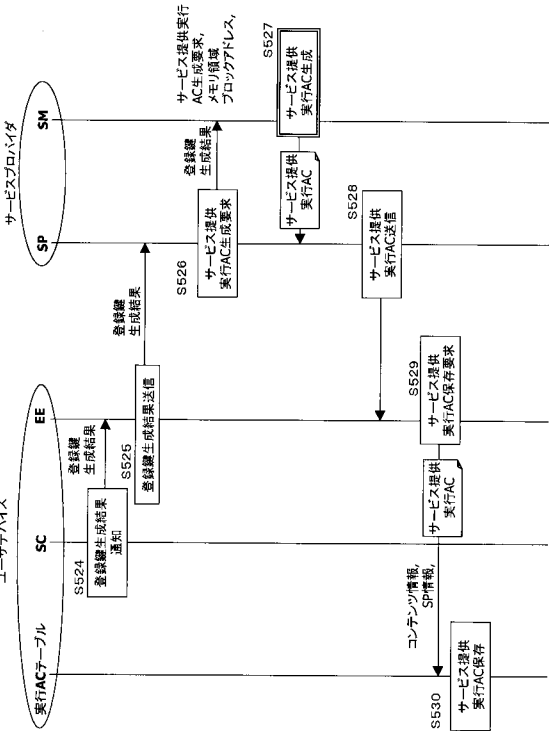 ユーザデバイス
サービスプロバイダ
実行ACテーブル
SC
EE
SP
SM
S524
登録鍵生成結果
通知
登録鍵
生成結果
S525
登録鍵生成結果送信
登録鍵
生成結果
S526
サービス提供
実行AC生成要求
登録鍵
生成結果
サービス提供実行
AC生成要求,
メモリ領域
ブロックアドレス,
S527
サービス提供
実行AC生成
サービス提供
実行AC
S528
サービス提供
実行AC送信
S529
サービス提供
実行AC保存要求
サービス提供
実行AC
コンテンツ情報,
SP情報,
S530
サービス提供
実行AC保存